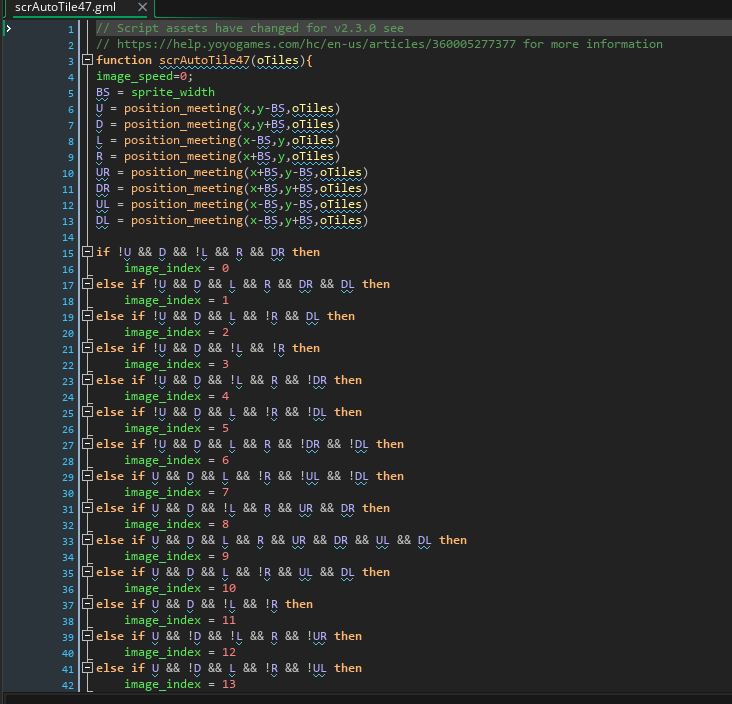 scrAutoTile47.gml
1 // Script assets have changed for v2.3.0 see
2 // https://help.yoyogames.com/hc/en-us/articles/360005277377 for more information
3 function scrAutoTile47(oTiles){
4 image_speed=0;
5 BS = sprite_width
6 U = position_meeting(x,y-BS,oTiles)
7 D = position_meeting(x,y+BS,oTiles)
8 L = position_meeting(x-BS,y,oTiles)
9 R = position_meeting(x+BS,y,oTiles)
10 UR = position_meeting(x+BS,y-BS,oTiles)
11 DR = position_meeting(x+BS,y+BS,oTiles)
12 UL = position_meeting(x-BS,y-BS,oTiles)
13 DL = position_meeting(x-BS,y+BS,oTiles)
14
15 if !U && D && !L && R && DR then
16 image_index = 0
17 else if !U && D && L && R && DR && DL then
18 image_index = 1
19 else if !U && D && L && !R && DL then
20 image_index = 2
21 else if !U && D && !L && !R then
22 image_index = 3
23 else if !U && D && !L && R && !DR then
24 image_index = 4
25 else if !U && D && L && !R && !DL then
26 image_index = 5
27 else if !U && D && L && R && !DR && !DL then
28 image_index = 6
29 else if U && D && L && !R && !UL && !DL then
30 image_index = 7
31 else if U && D && !L && R && UR && DR then
32 image_index = 8
33 else if U && D && L && R && UR && DR && UL && DL then
34 image_index = 9
35 else if U && D && L && !R && UL && DL then
36 image_index = 10
37 else if U && D && !L && !R then
38 image_index = 11
39 else if U && !D && !L && R && !UR then
40 image_index = 12
41 else if U && !D && L && !R && !UL then
42 image_index = 13